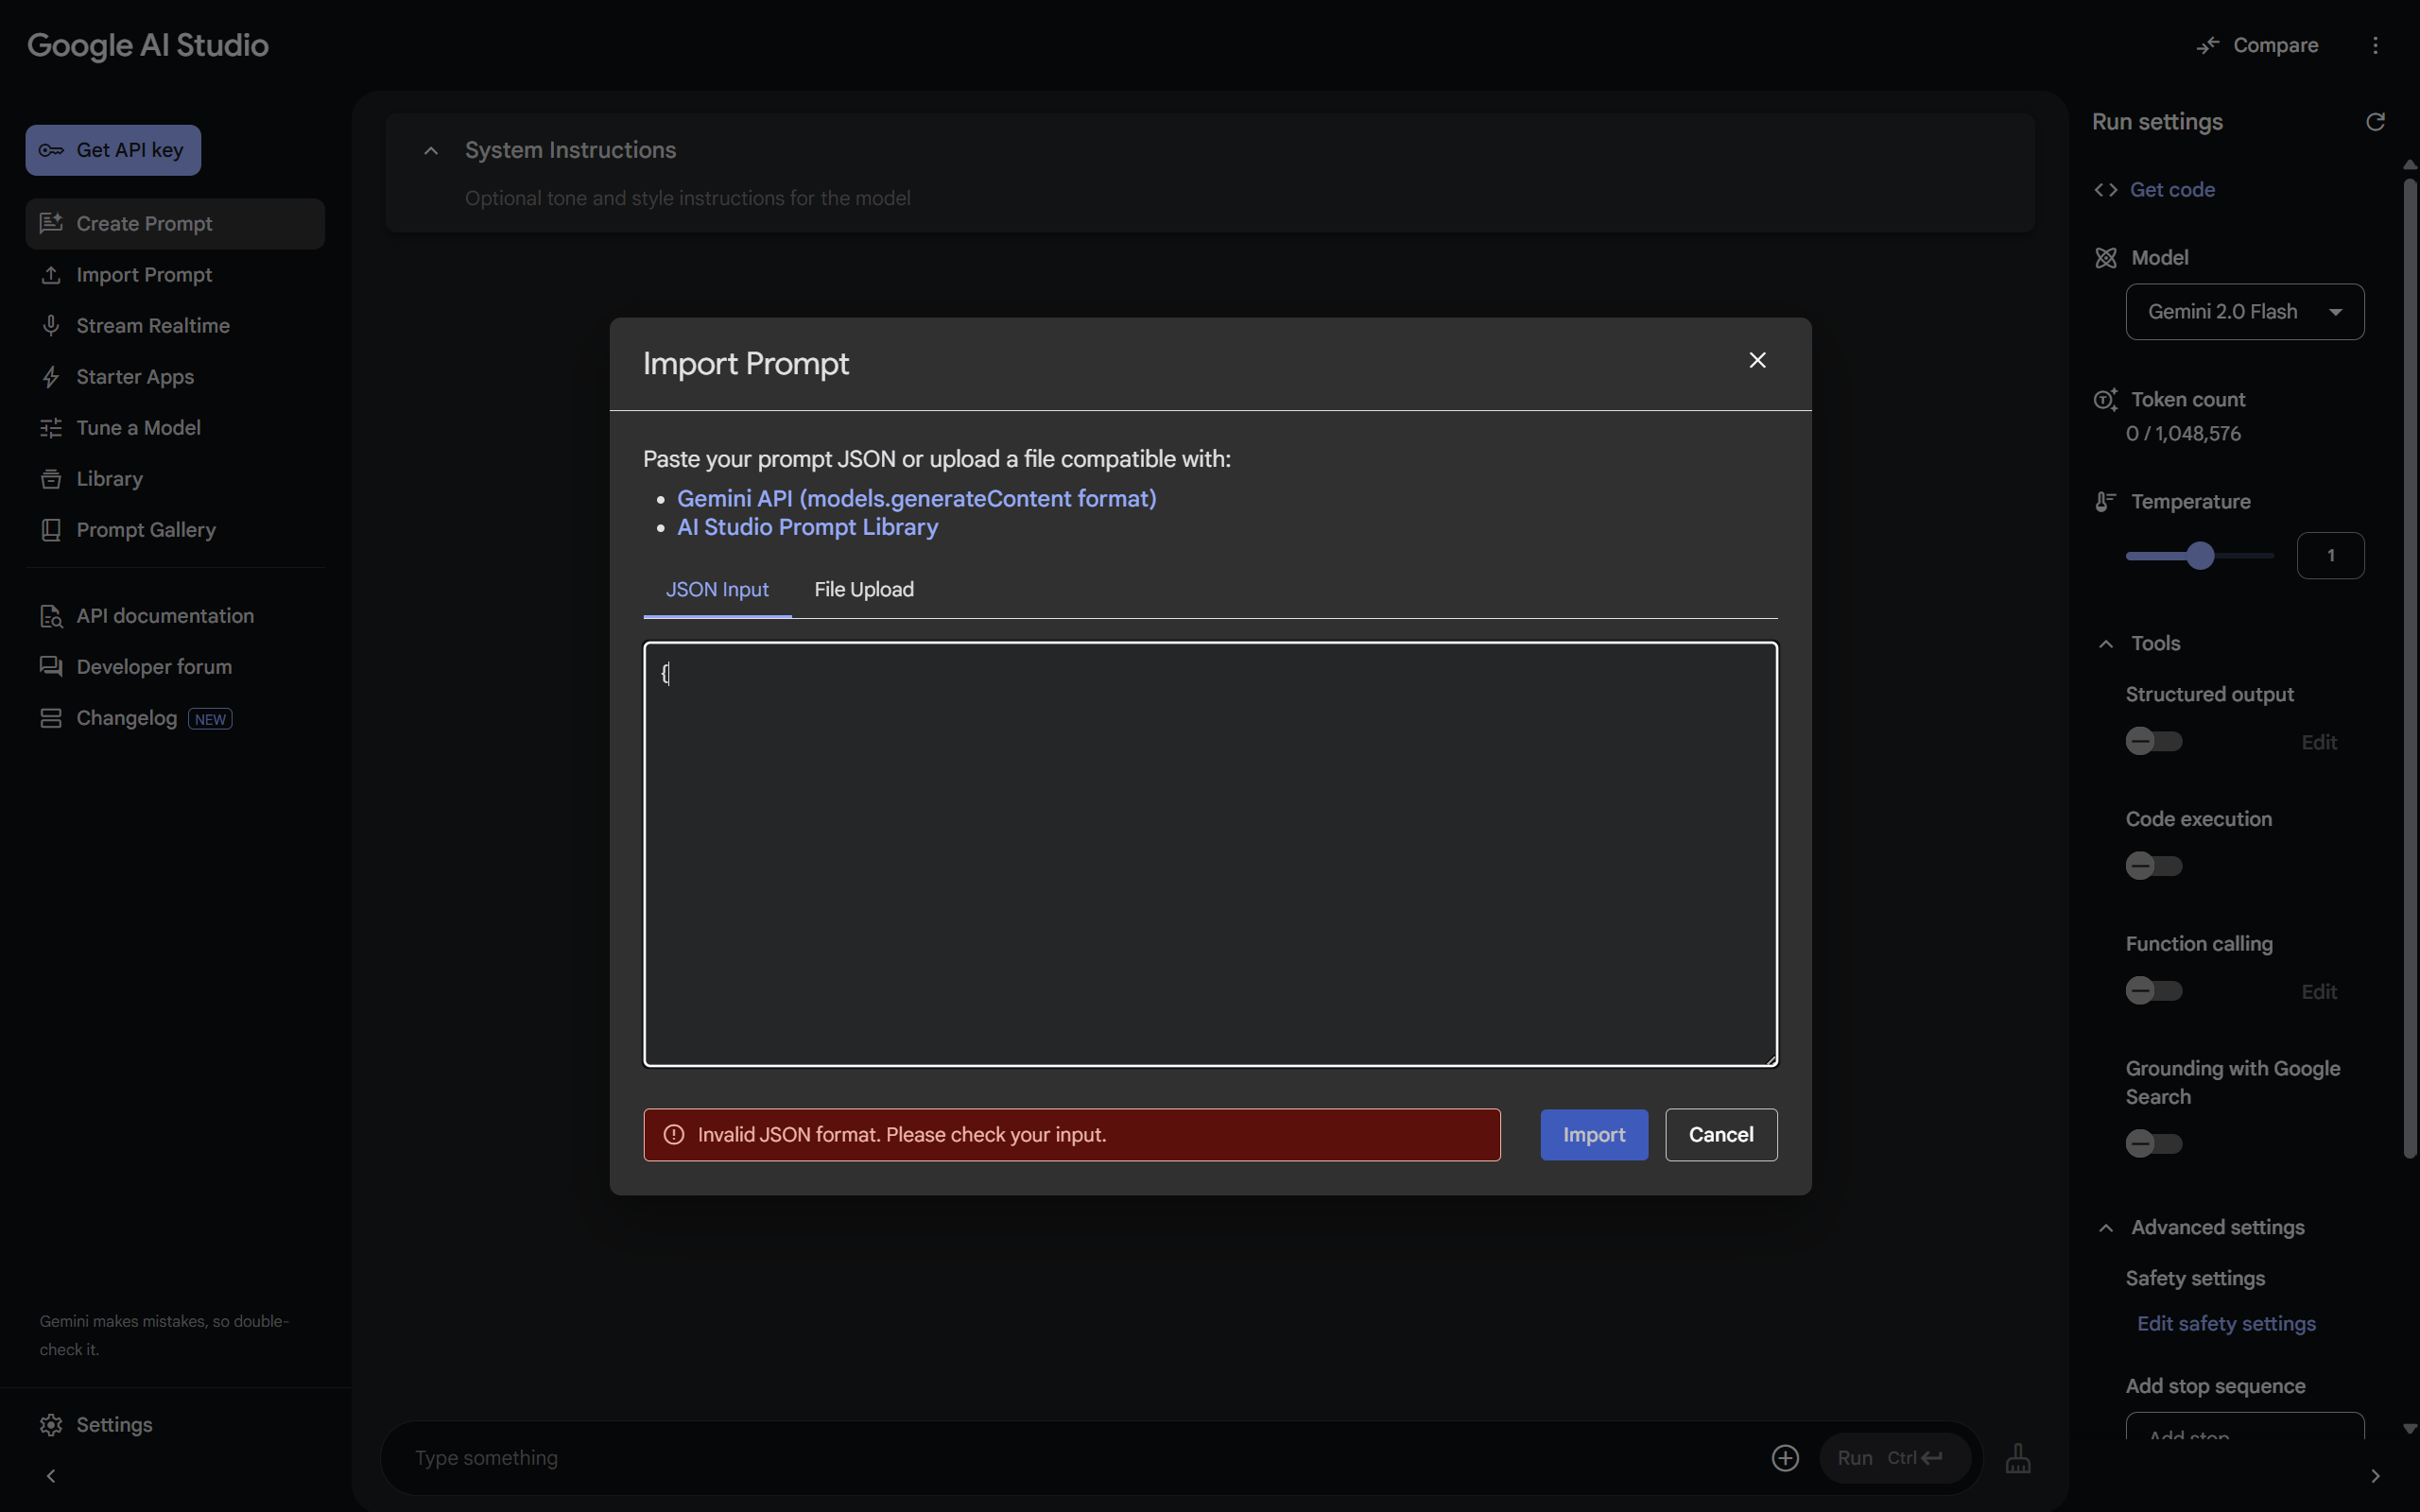 Google AI Studio
Compare
Get API key
Create Prompt
Import Prompt
Stream Realtime
Starter Apps
Tune a Model
Library
Prompt Gallery
API documentation
Developer forum
Changelog NEW
Gemini makes mistakes, so double-
check it.
Settings
System Instructions
Optional tone and style instructions for the model
Import Prompt
Paste your prompt JSON or upload a file compatible with:
• Gemini API (models.generateContent format)
• AI Studio Prompt Library
JSON Input File Upload
{
Invalid JSON format. Please check your input.
Import Cancel
Type something
Run Ctrl
Run settings
Get code
Model
Gemini 2.0 Flash
Token count
0 / 1,048,576
Temperature
1
Tools
Structured output
Edit
Code execution
Function calling
Edit
Grounding with Google
Search
Advanced settings
Safety settings
Edit safety settings
Add stop sequence
Add stop